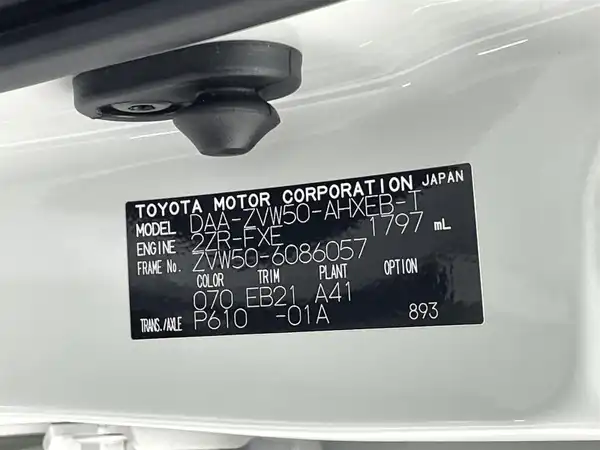 TOYOTA MOTOR CORPORATION JAPAN
MODEL DAA-ZVW50-AHXEB-T
ENGINE 2ZR-FXE 1797 mL
FRAME No. ZVW50-6086057
COLOR TRIM PLANT OPTION
070 EB21 A41
TRANS./AXLE P610 -01A 893